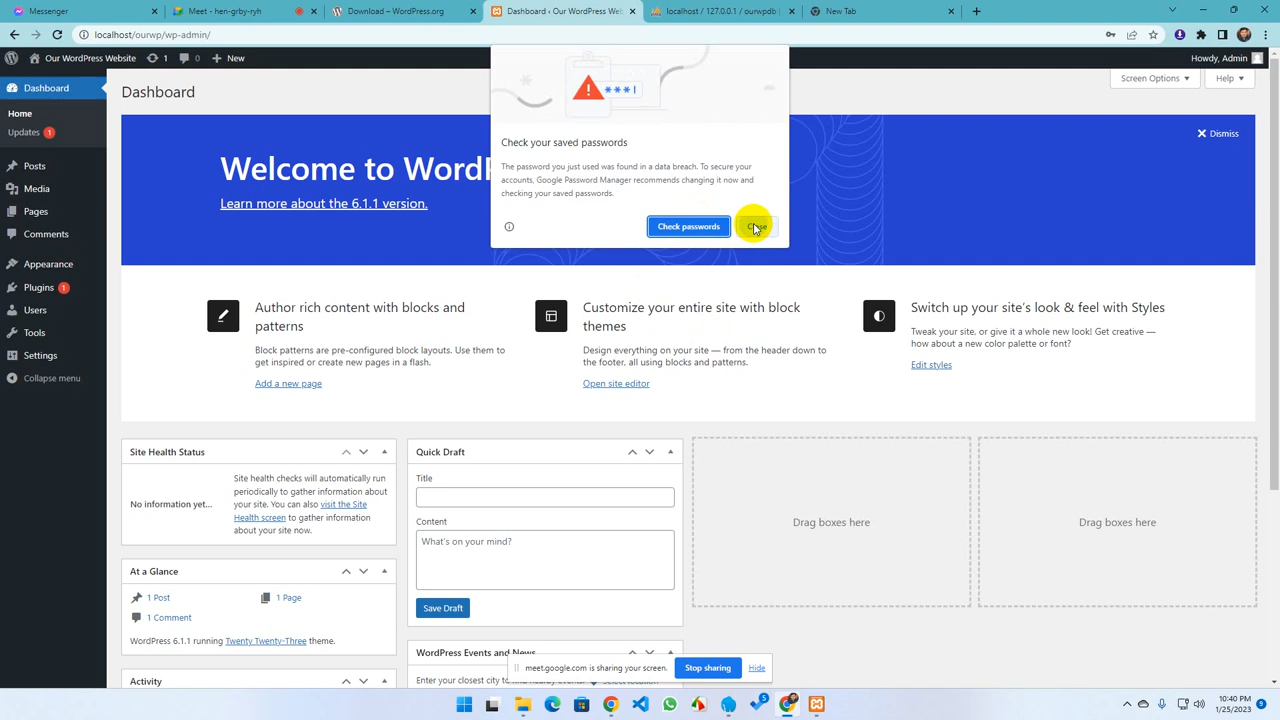 Messenger
Meet - hen-gbry-ryh
Download – WordPress.org
Dashboard ‹ Our WordPress Web
localhost / 127.0.0.1 / ourwpdb
New Tab
localhost/ourwp/wp-admin/
Our WordPress Website
1
0
New
Howdy, Admin
Dashboard
Home
Updates 1
Posts
Media
Pages
Comments
Appearance
Plugins 1
Users
Tools
Settings
Collapse menu
Dashboard
Screen Options
Help
Welcome to WordP
Learn more about the 6.1.1 version.
Dismiss
***
Check your saved passwords
The password you just used was found in a data breach. To secure your
accounts, Google Password Manager recommends changing it now and
checking your saved passwords.
Check passwords
Close
Author rich content with blocks and
patterns
Block patterns are pre-configured block layouts. Use them to
get inspired or create new pages in a flash.
Add a new page
Customize your entire site with block
themes
Design everything on your site — from the header down to
the footer, all using blocks and patterns.
Open site editor
Switch up your site's look & feel with Styles
Tweak your site, or give it a whole new look! Get creative —
how about a new color palette or font?
Edit styles
Site Health Status
No information yet...
Site health checks will automatically run
periodically to gather information about
your site. You can also visit the Site
Health screen to gather information
about your site now.
At a Glance
1 Post
1 Page
1 Comment
WordPress 6.1.1 running Twenty Twenty-Three theme.
Activity
Quick Draft
Title
Content
What's on your mind?
Save Draft
WordPress Events and News
Enter your closest city to find nearby events.
Select location
Drag boxes here
Drag boxes here
meet.google.com is sharing your screen.
Stop sharing
Hide
5
10:40 PM
1/25/2023
9